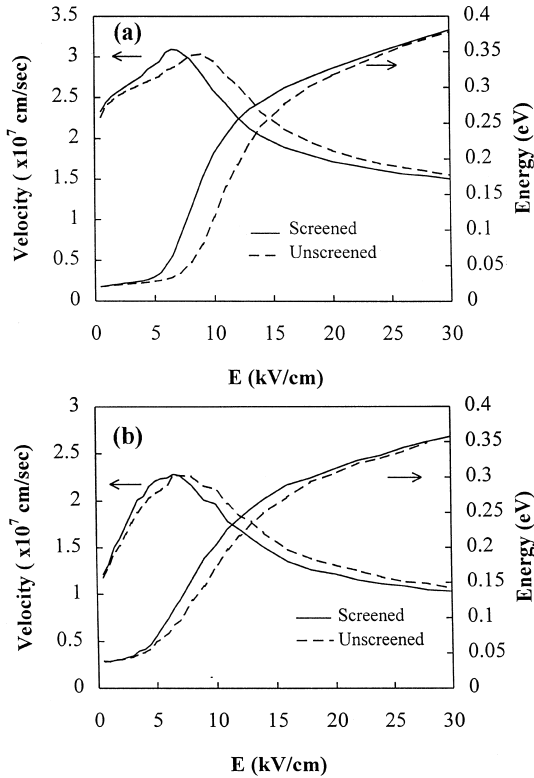 (a)
3.5
3
2.5
2
1.5
1
0.5
0
Velocity ( x10⁷ cm/sec)
0.4
0.35
0.3
0.25
0.2
0.15
0.1
0.05
0
Energy (eV)
Screened
Unscreened
0 5 10 15 20 25 30
E (kV/cm)
(b)
3
2.5
2
1.5
1
0.5
0
Velocity ( x10⁷ cm/sec)
0.4
0.35
0.3
0.25
0.2
0.15
0.1
0.05
0
Energy (eV)
Screened
Unscreened
0 5 10 15 20 25 30
E (kV/cm)